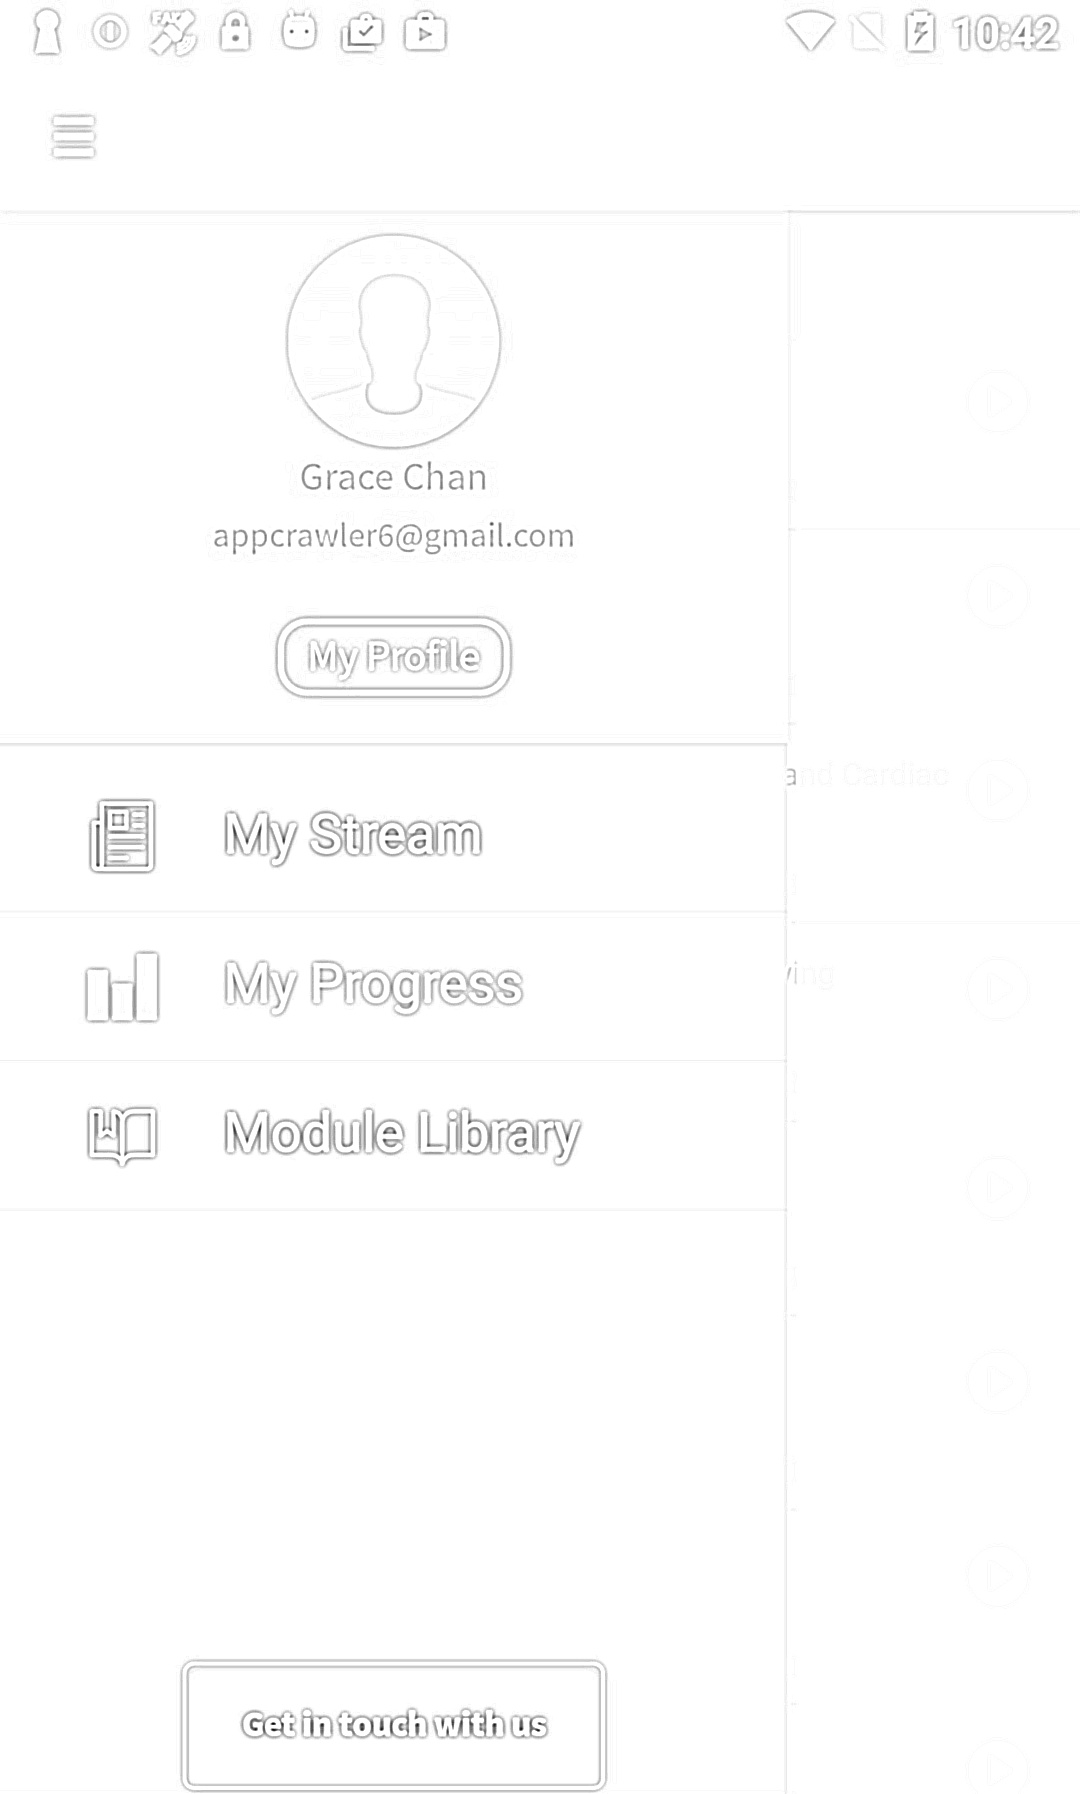 10:42
Grace Chan
appcrawler6@gmail.com
My Profile
and Cardiac
My Stream
ving
My Progress
Module Library
Get in touch with us